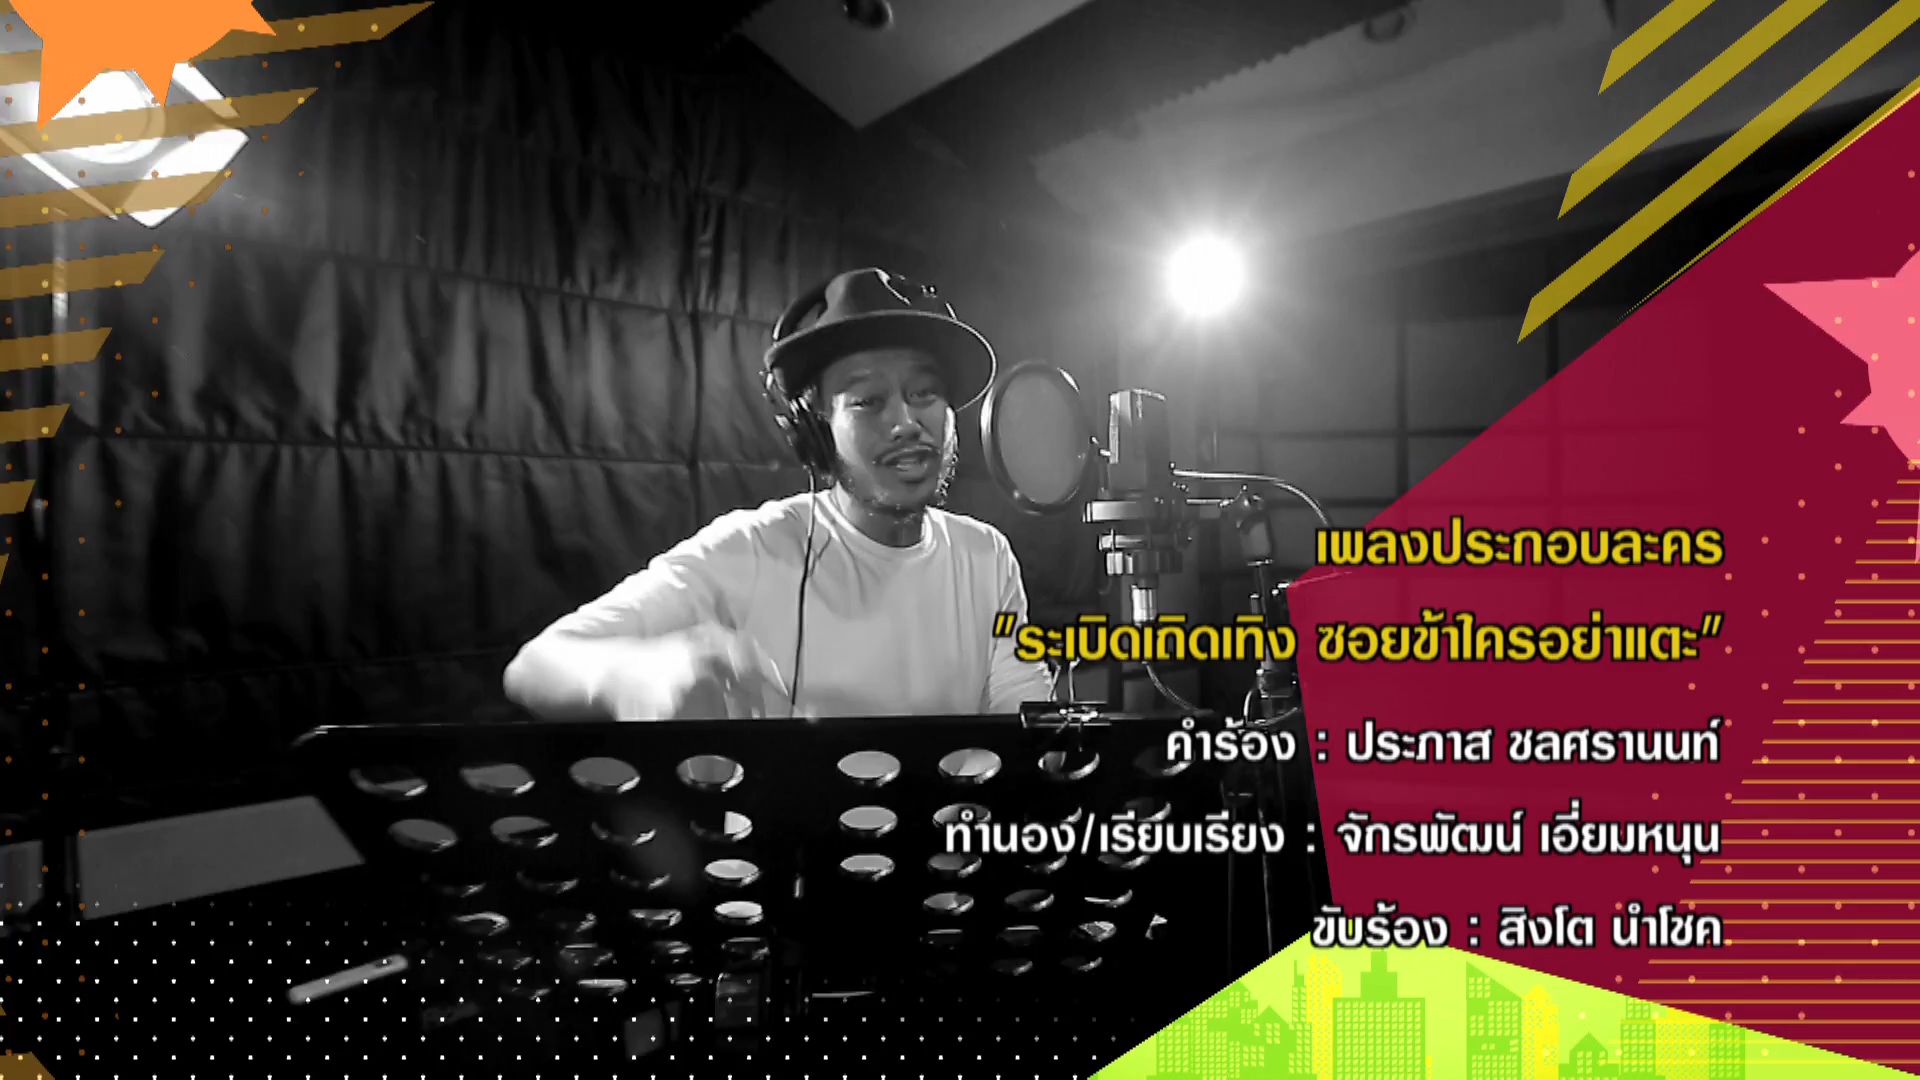 เพลงประกอบละคร
"ระเบิดเถิดเทิง ซอยข้าใครอย่าแตะ"
คำร้อง : ประภาส ชลศรานนท์
ทำนอง/เรียบเรียง : จักรพัฒน์ เอี่ยมหนุน
ขับร้อง : สิงโต นำโชค